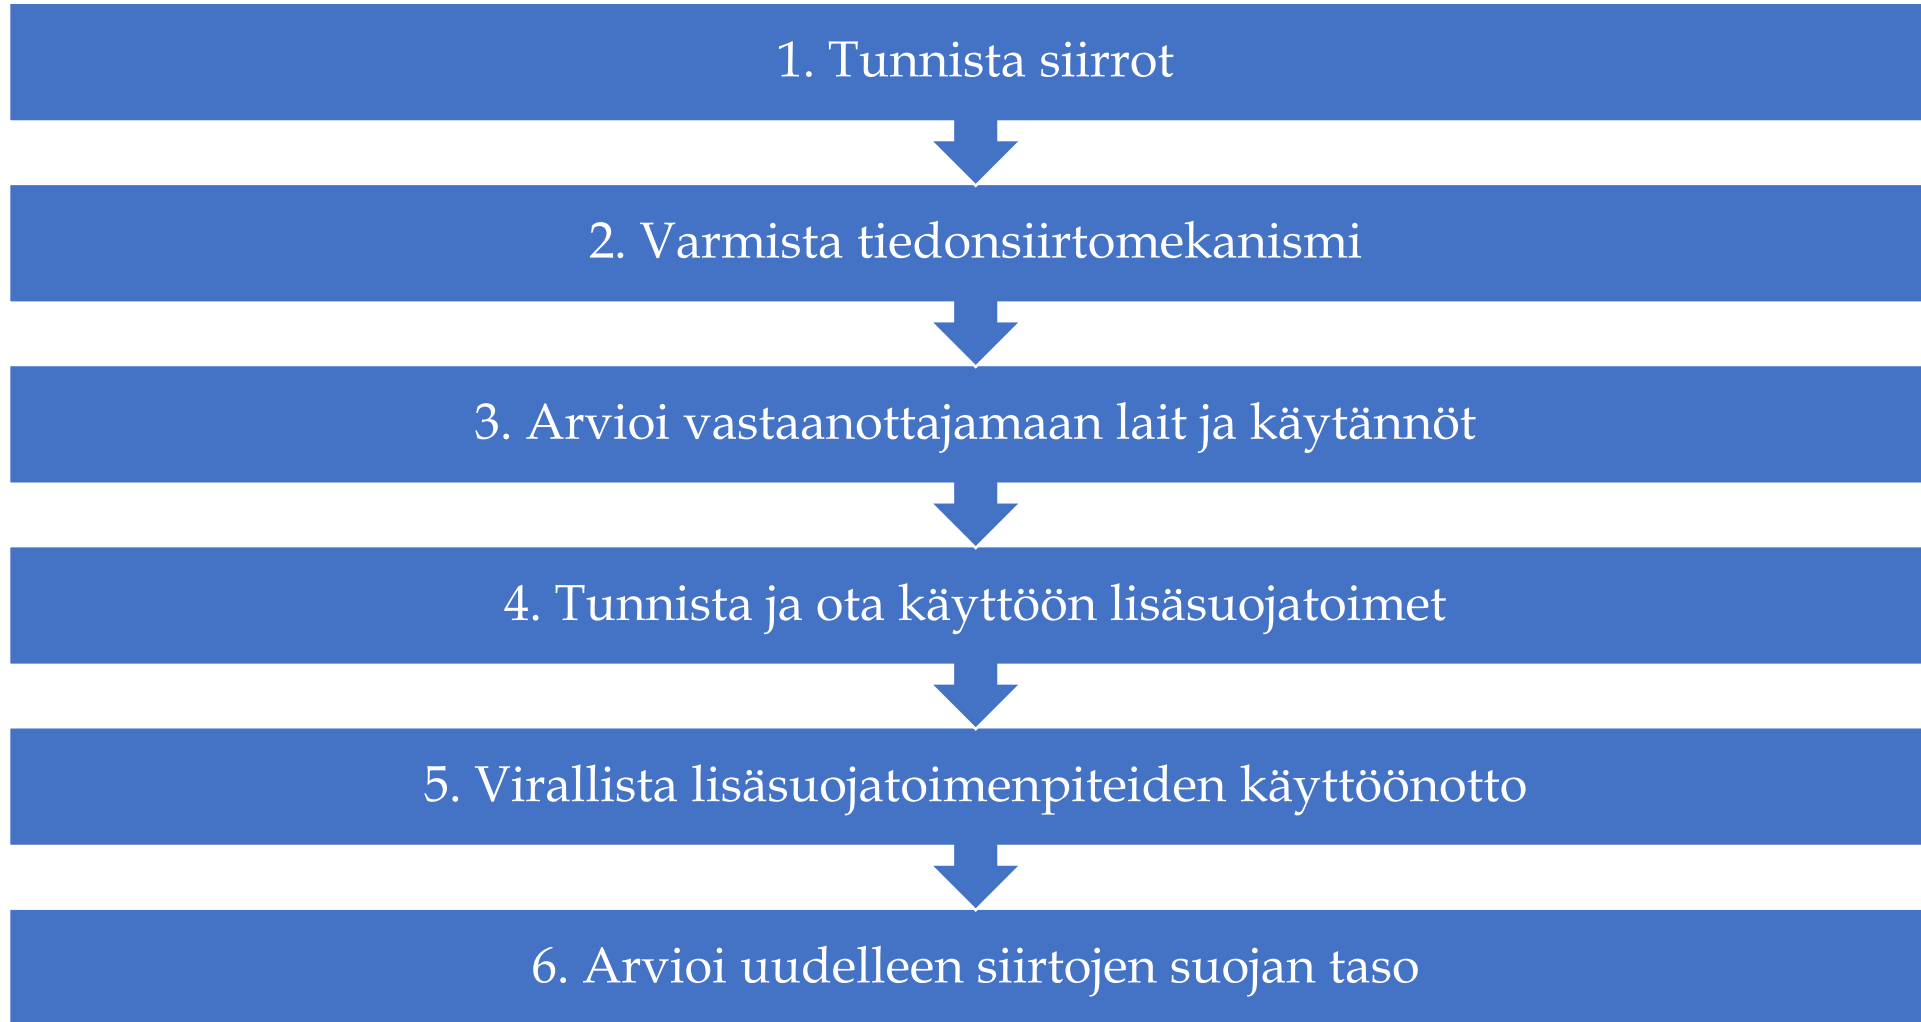 1. Tunnista siirrot
2. Varmista tiedonsiirtomekanismi
3. Arvioi vastaanottajamaan lait ja käytännöt
4. Tunnista ja ota käyttöön lisäsuojatoimet
5. Virallista lisäsuojatoimenpiteiden käyttöönotto
6. Arvioi uudelleen siirtojen suojan taso